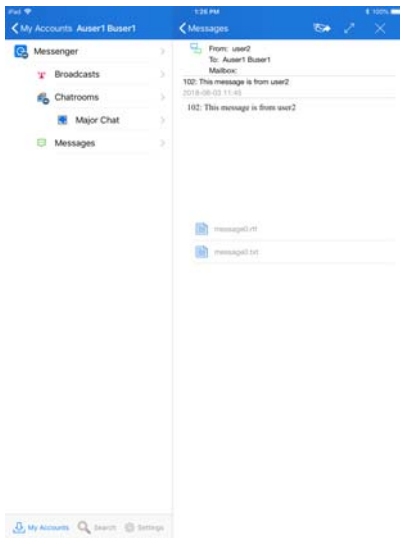 iPad
1:26 PM
100%
My Accounts Auser1 Buser1
Messages
Messenger
Broadcasts
Chatrooms
Major Chat
Messages
From: user2
To: Auser1 Buser1
Mailbox:
102: This message is from user2
2018-08-03 11:45
102: This message is from user2
message0.rtf
message0.txt
My Accounts
Search
Settings